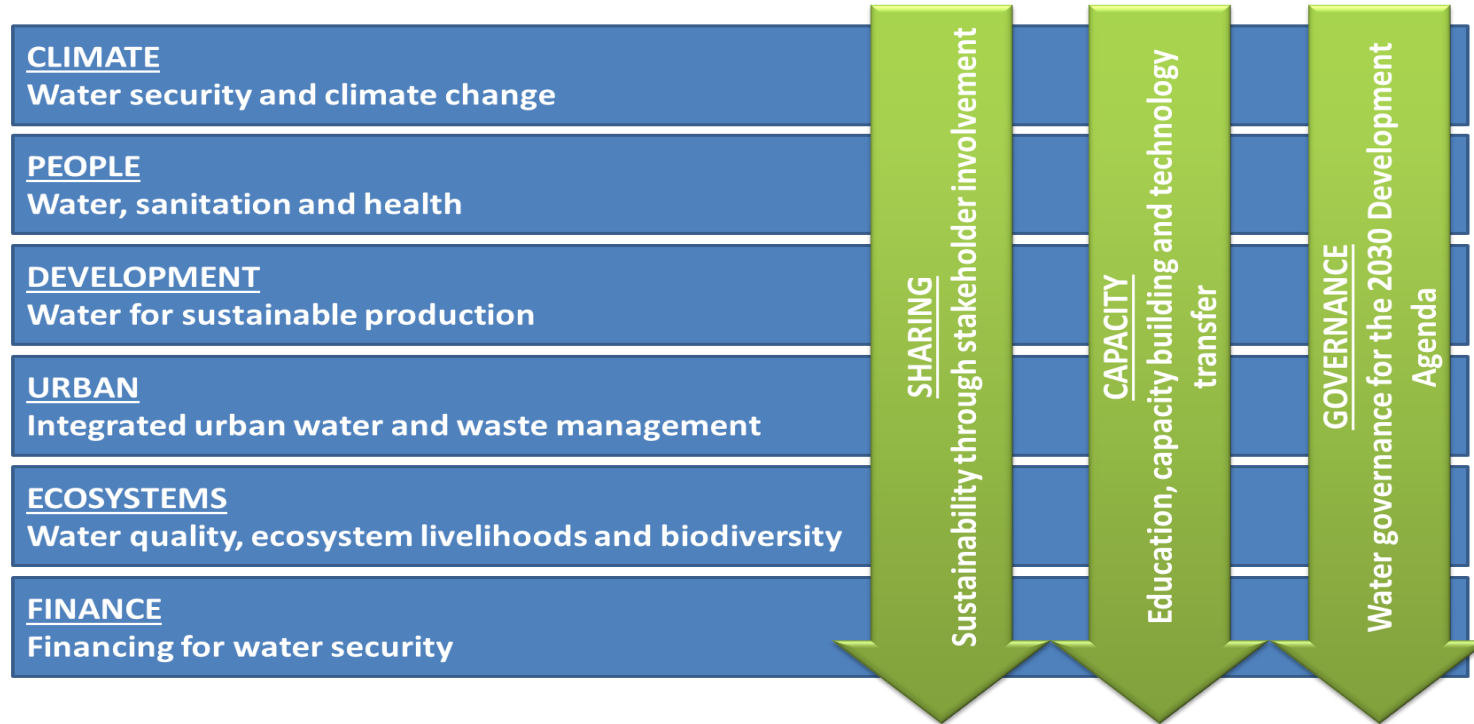 CLIMATE
Water security and climate change
PEOPLE
Water, sanitation and health
DEVELOPMENT
Water for sustainable production
URBAN
Integrated urban water and waste management
ECOSYSTEMS
Water quality, ecosystem livelihoods and biodiversity
FINANCE
Financing for water security
SHARING
Sustainability through stakeholder involvement
CAPACITY
Education, capacity building and technology
transfer
GOVERNANCE
Water governance for the 2030 Development
Agenda